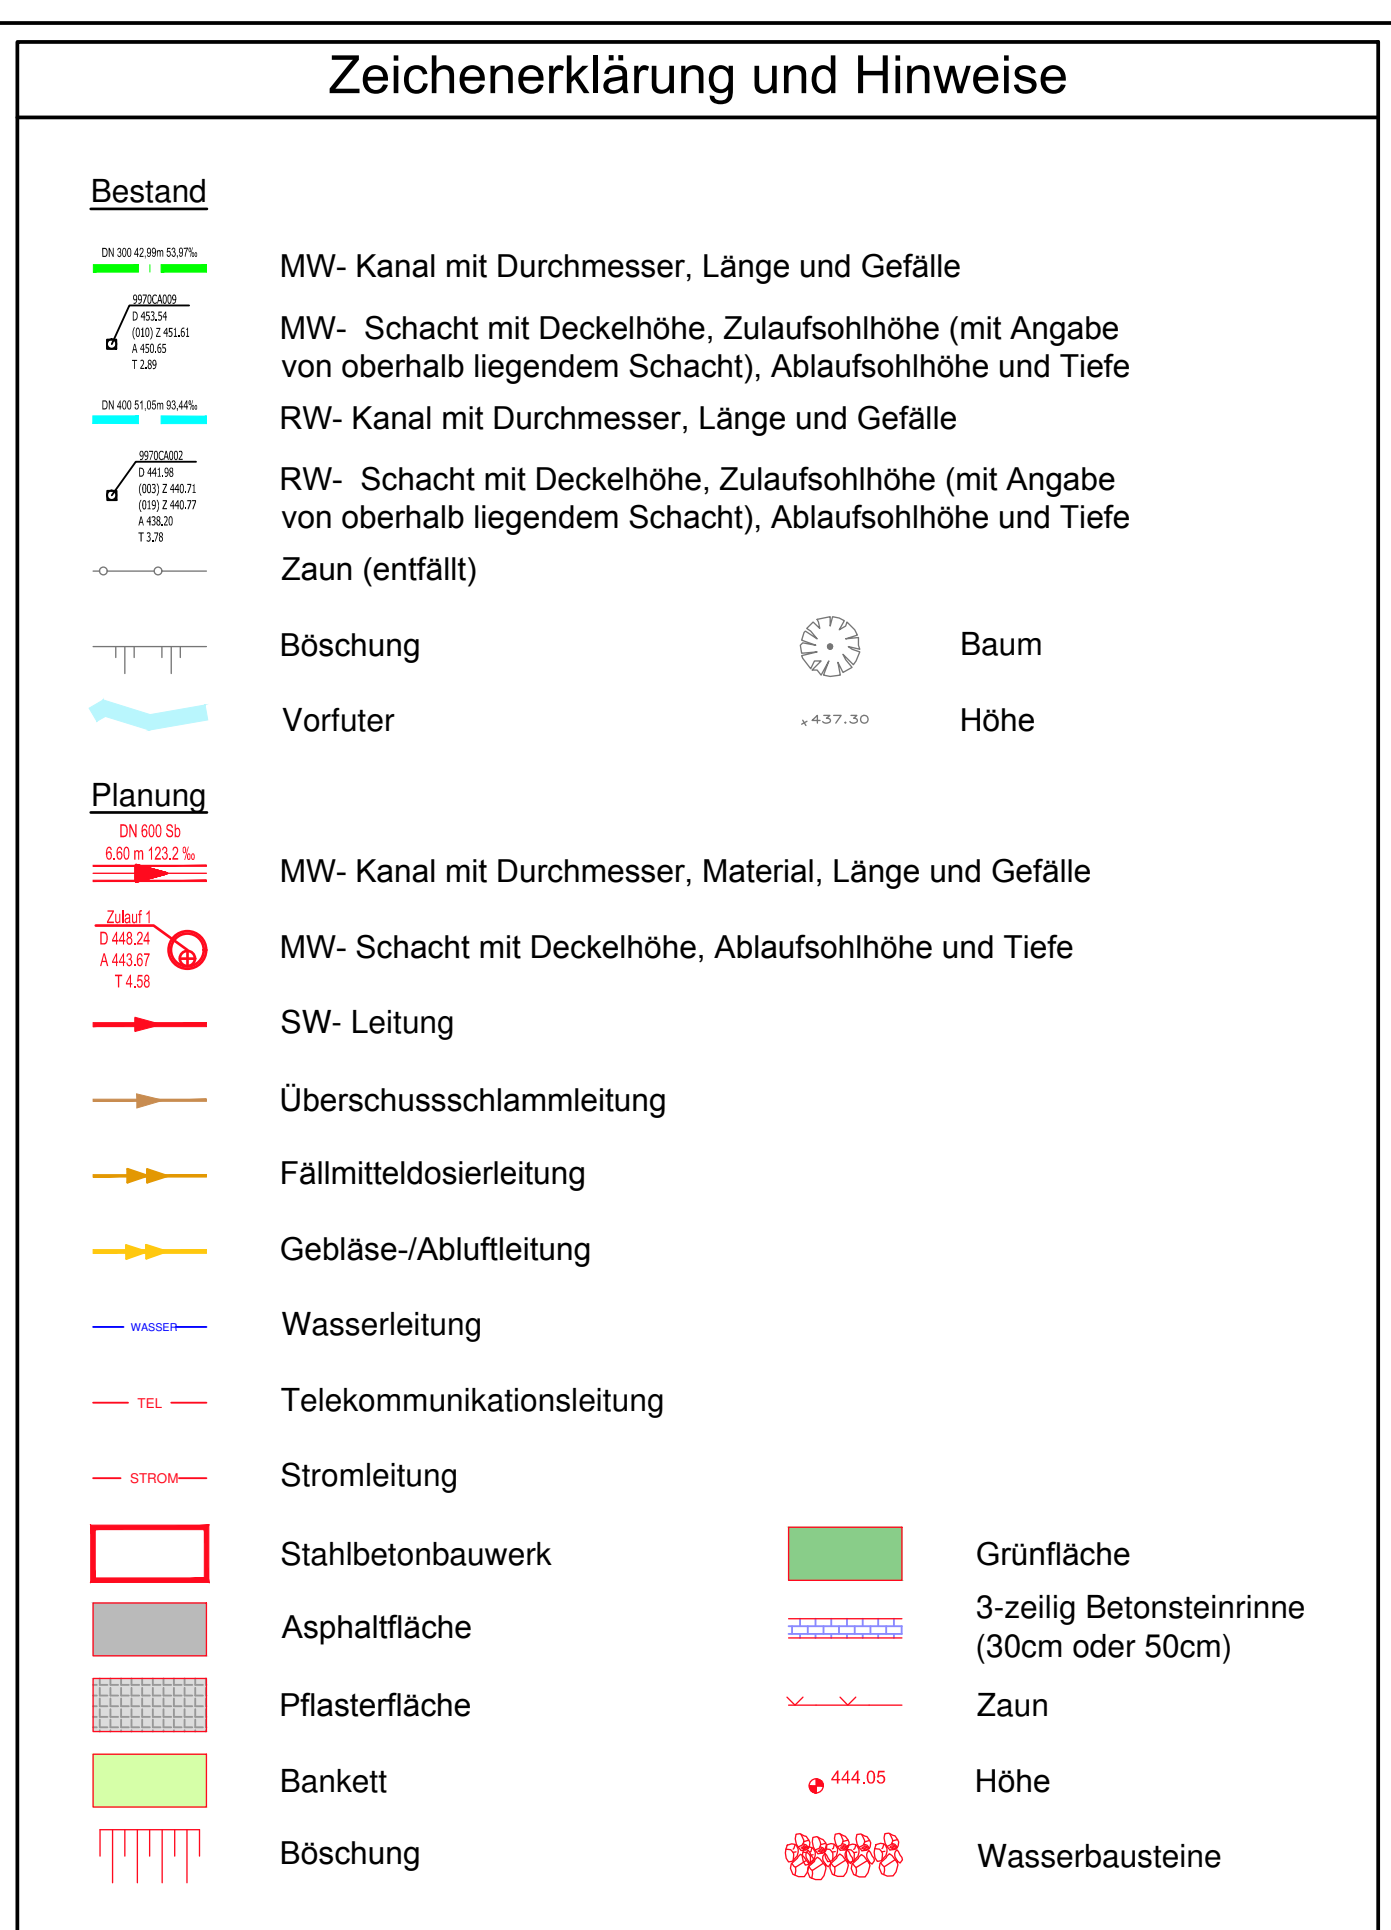 Zeichenerklärung und Hinweise
Bestand
DN 300 42,99m 53,97‰
MW- Kanal mit Durchmesser, Länge und Gefälle
9970CA009
D 453.54
(010) Z 451.61
A 450.65
T 2.89
MW- Schacht mit Deckelhöhe, Zulaufsohlhöhe (mit Angabe
von oberhalb liegendem Schacht), Ablaufsohlhöhe und Tiefe
DN 400 51,05m 93,44‰
RW- Kanal mit Durchmesser, Länge und Gefälle
9970CA002
D 441.98
(003) Z 440.71
(019) Z 440.77
A 438.20
T 3.78
RW- Schacht mit Deckelhöhe, Zulaufsohlhöhe (mit Angabe
von oberhalb liegendem Schacht), Ablaufsohlhöhe und Tiefe
Zaun (entfällt)
Böschung
Baum
Vorfuter
×437.30
Höhe
Planung
DN 600 Sb
6.60 m 123.2 ‰
MW- Kanal mit Durchmesser, Material, Länge und Gefälle
Zulauf 1
D 448.24
A 443.67
T 4.58
MW- Schacht mit Deckelhöhe, Ablaufsohlhöhe und Tiefe
SW- Leitung
Überschussschlammleitung
Fällmitteldosierleitung
Gebläse-/Abluftleitung
WASSER
Wasserleitung
TEL
Telekommunikationsleitung
STROM
Stromleitung
Stahlbetonbauwerk
Grünfläche
Asphaltfläche
3-zeilig Betonsteinrinne
(30cm oder 50cm)
Pflasterfläche
Zaun
Bankett
444.05
Höhe
Böschung
Wasserbausteine